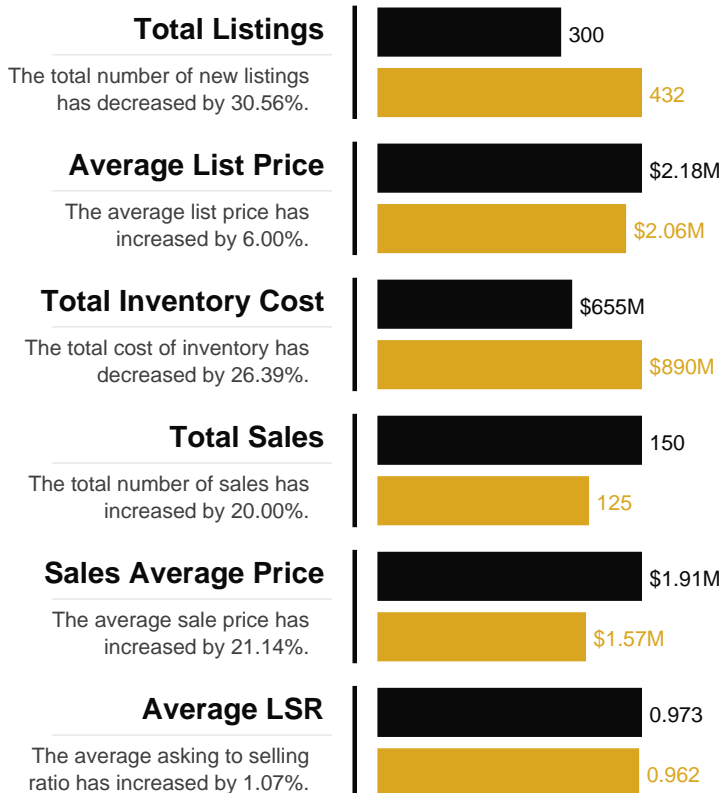 Total Listings
The total number of new listings
has decreased by 30.56%.
300
432
Average List Price
The average list price has
increased by 6.00%.
$2.18M
$2.06M
Total Inventory Cost
The total cost of inventory has
decreased by 26.39%.
$655M
$890M
Total Sales
The total number of sales has
increased by 20.00%.
150
125
Sales Average Price
The average sale price has
increased by 21.14%.
$1.91M
$1.57M
Average LSR
The average asking to selling
ratio has increased by 1.07%.
0.973
0.962